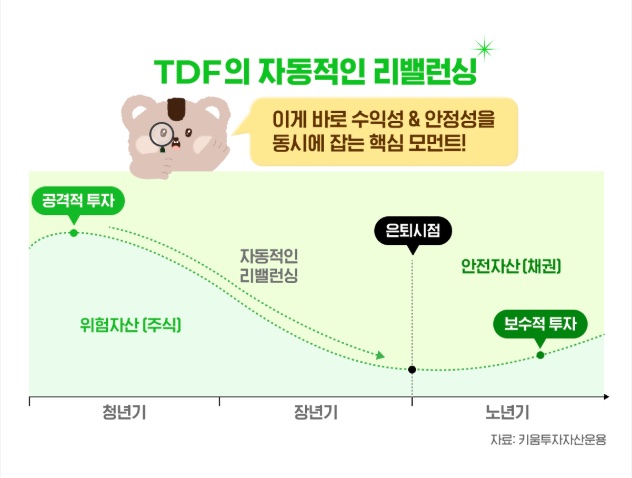 TDF의 자동적인 리밸런싱
이게 바로 수익성 & 안정성을
동시에 잡는 핵심 모먼트!
공격적 투자
은퇴시점
자동적인
리밸런싱
안전자산 (채권)
위험자산 (주식)
보수적 투자
청년기
장년기
노년기
자료: 키움투자자산운용